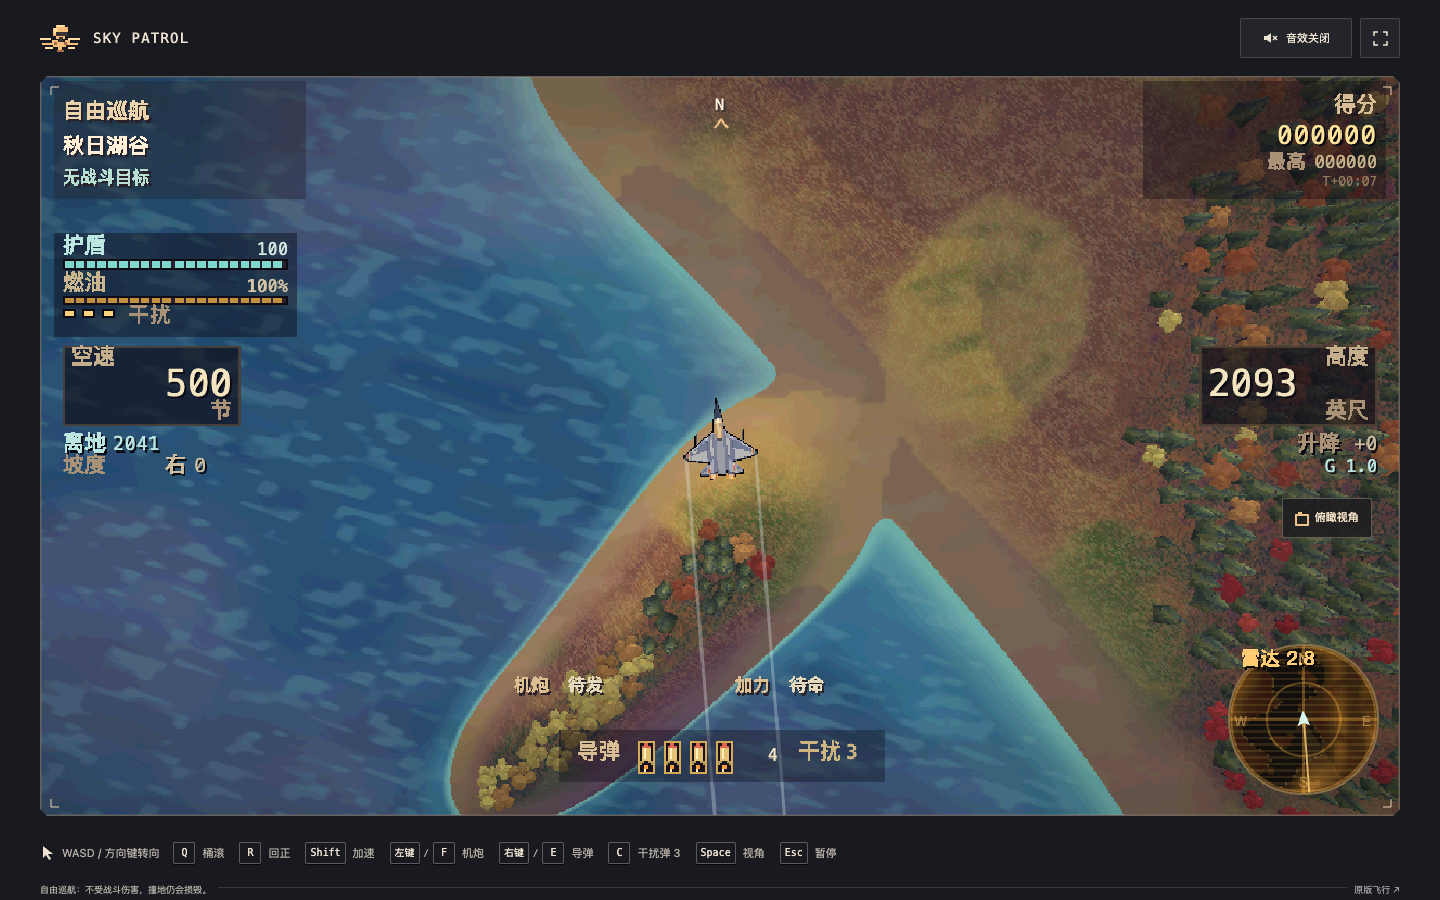 SKY PATROL
音效关闭
自由巡航
秋日湖谷
无战斗目标
N
得分
000000
最高 000000
T+00:07
护盾 100
燃油 100%
干扰
空速
500
节
离地 2041
坡度 右 0
高度
2093
英尺
升降 +0
G 1.0
俯瞰视角
雷达 2.8
W E
S
机炮 待发 加力 待命
导弹 4 干扰 3
WASD / 方向键转向 Q 桶滚 R 回正 Shift 加速 左键 / F 机炮 右键 / E 导弹 C 干扰弹 3 Space 视角 Esc 暂停
自由巡航：不受战斗伤害，撞地仍会损毁。
原版飞行 ↗